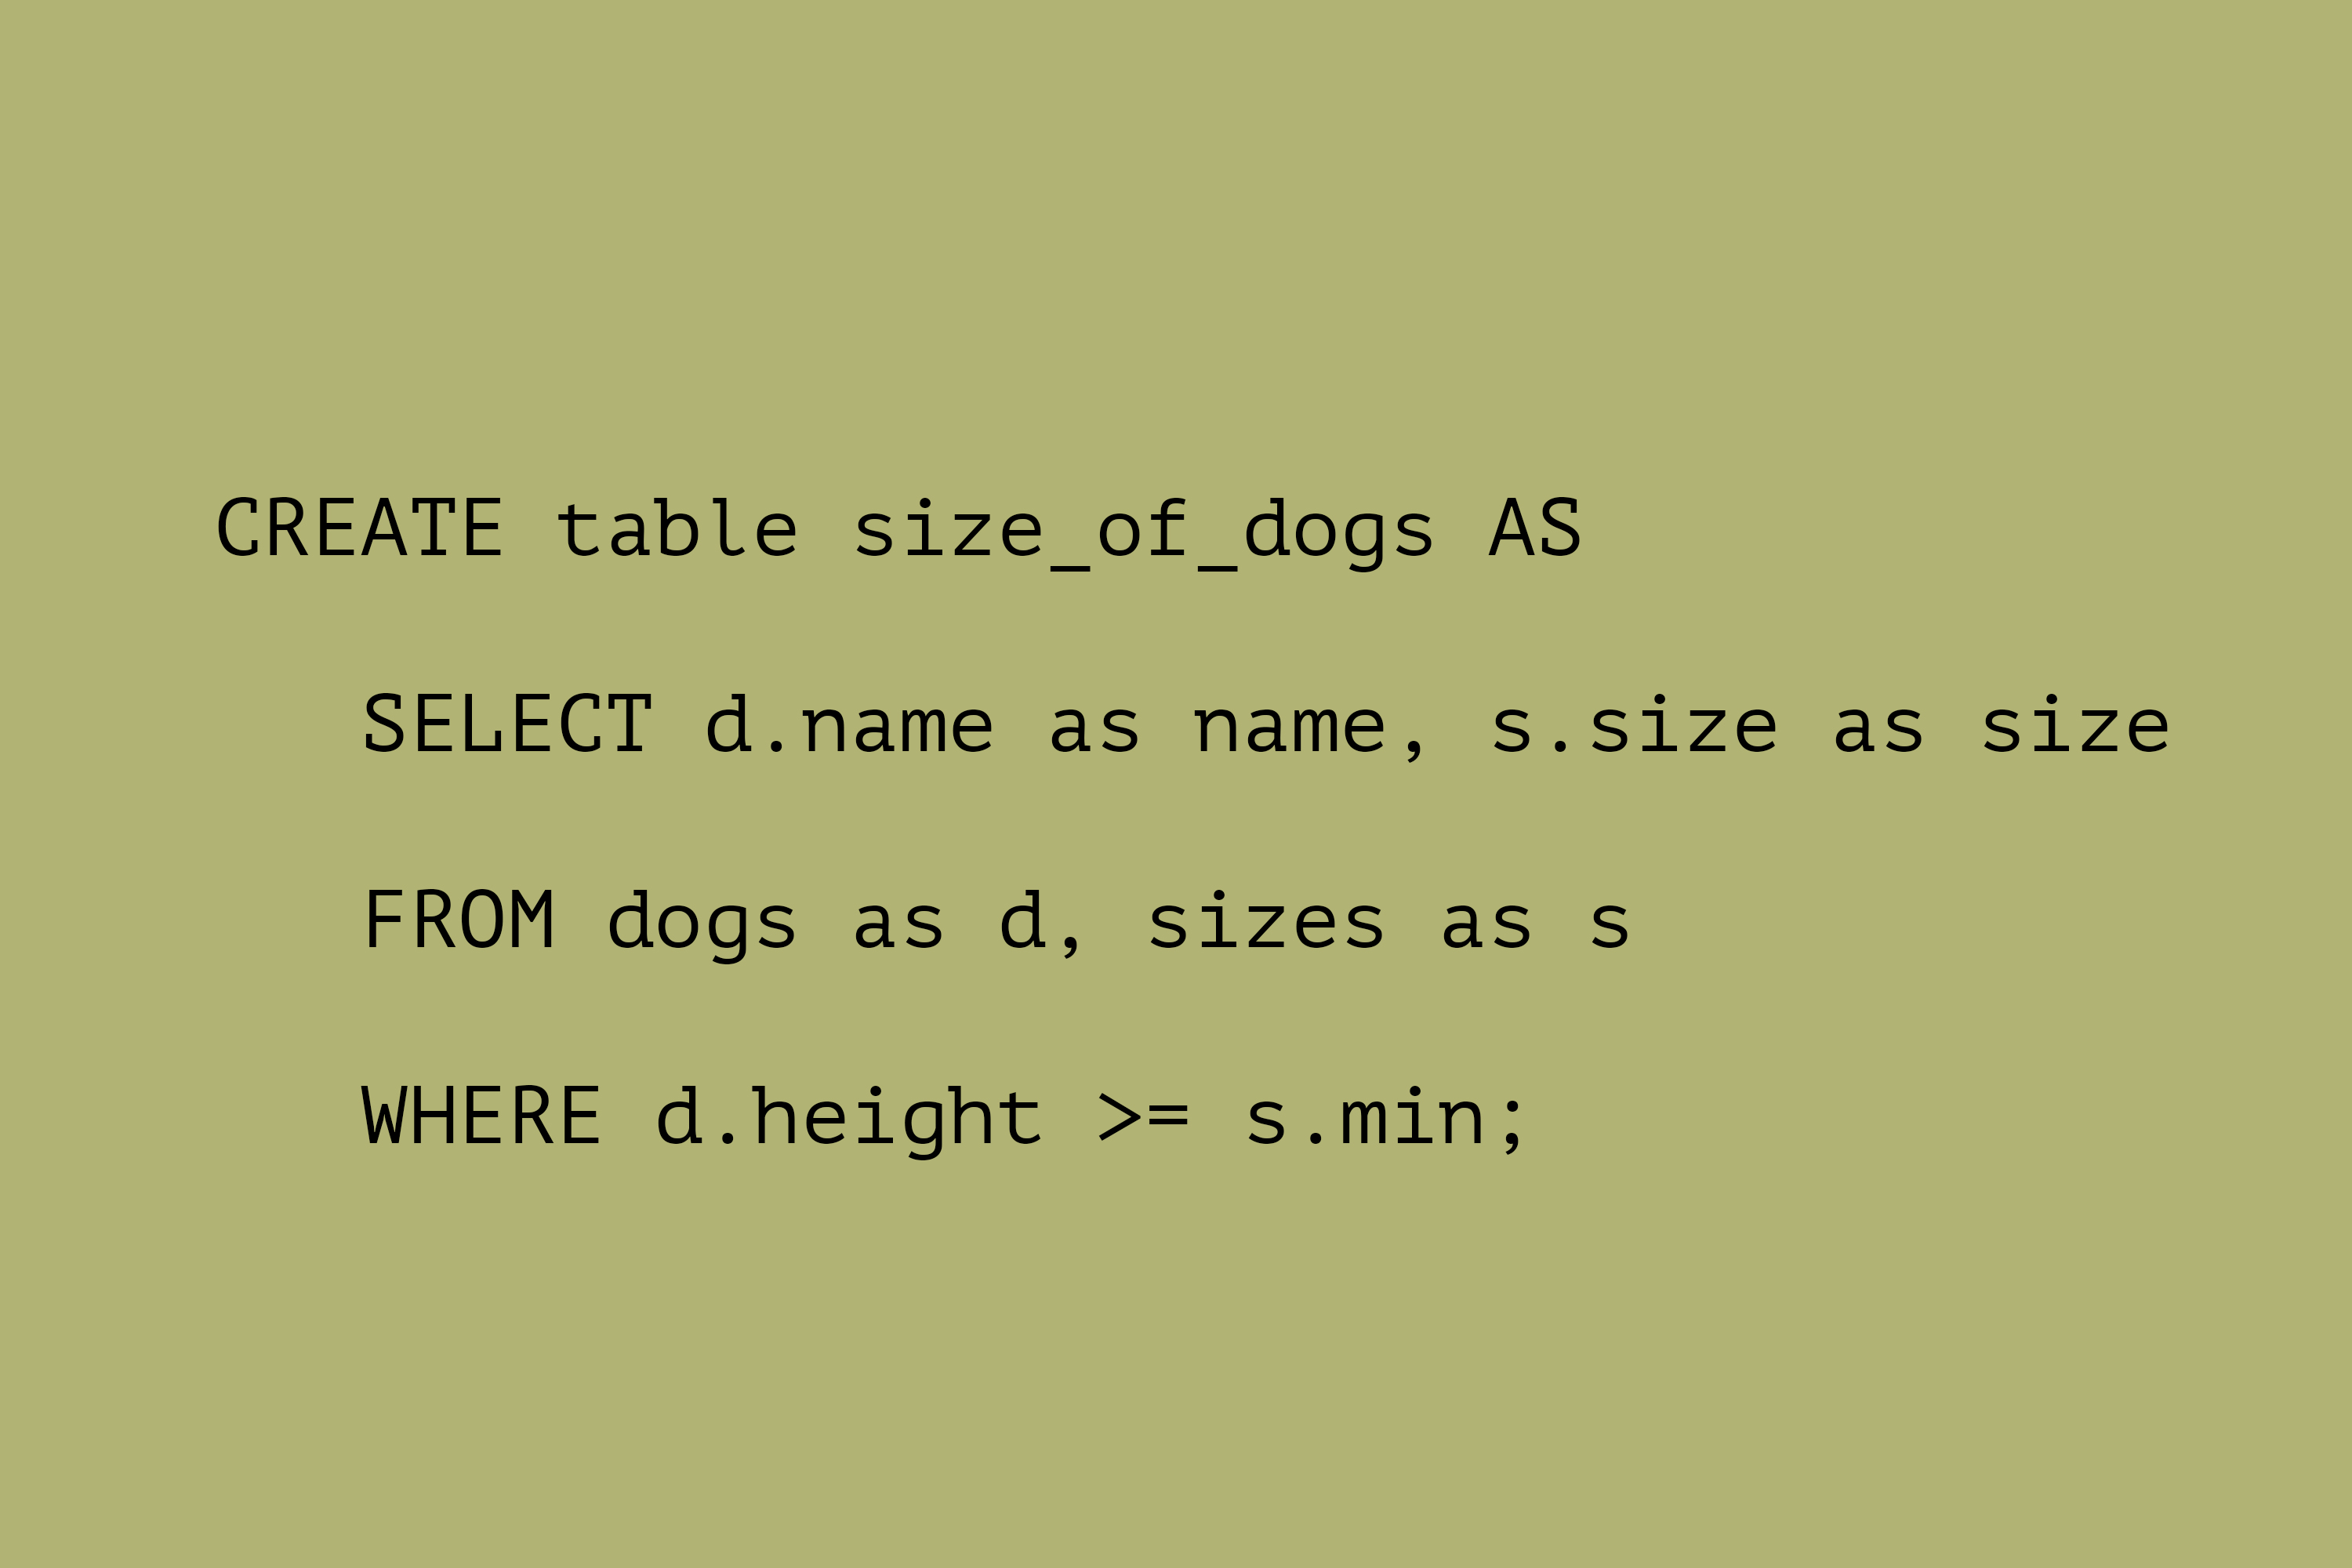 CREATE table size_of_dogs AS
SELECT d.name as name, s.size as size
FROM dogs as d, sizes as s
WHERE d.height >= s.min;